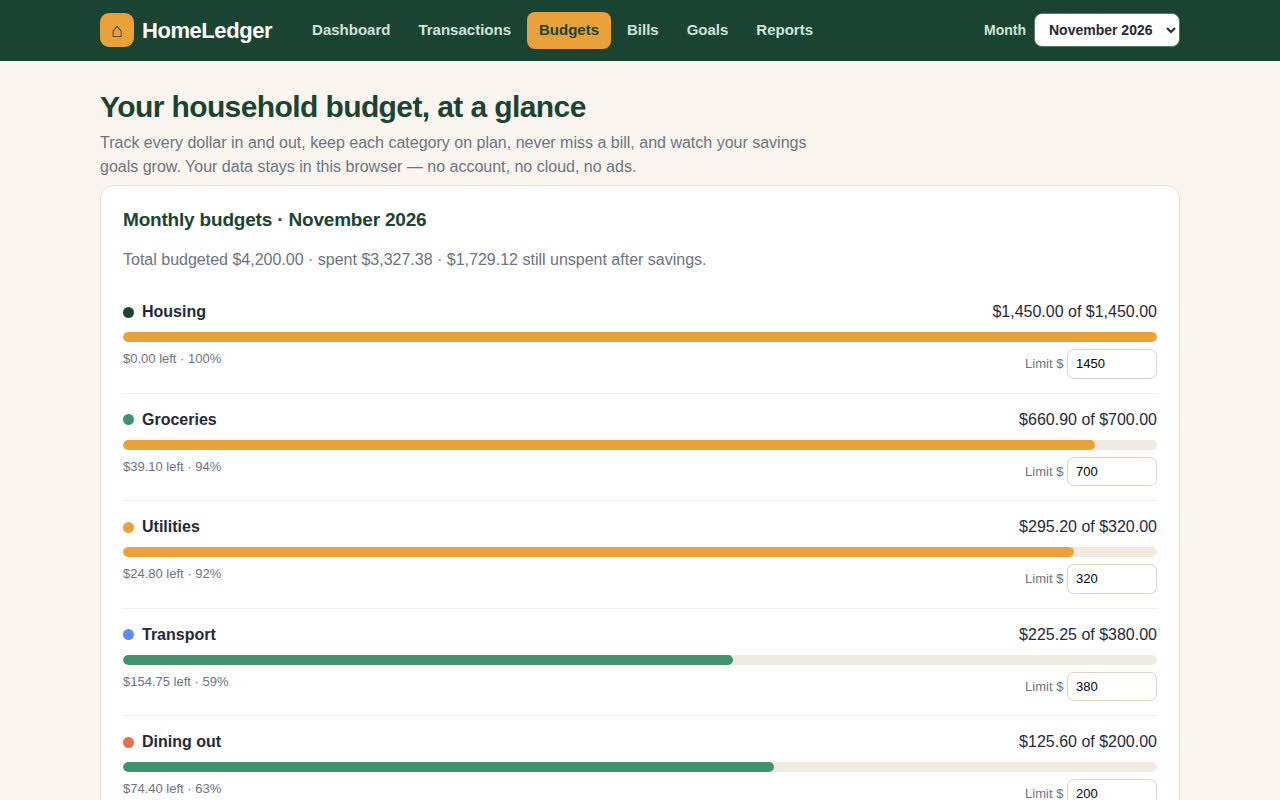 HomeLedger
Dashboard
Transactions
Budgets
Bills
Goals
Reports
Month
November 2026
Your household budget, at a glance
Track every dollar in and out, keep each category on plan, never miss a bill, and watch your savings
goals grow. Your data stays in this browser — no account, no cloud, no ads.
Monthly budgets · November 2026
Total budgeted $4,200.00 · spent $3,327.38 · $1,729.12 still unspent after savings.
Housing
$1,450.00 of $1,450.00
$0.00 left · 100%
Limit $ 1450
Groceries
$660.90 of $700.00
$39.10 left · 94%
Limit $ 700
Utilities
$295.20 of $320.00
$24.80 left · 92%
Limit $ 320
Transport
$225.25 of $380.00
$154.75 left · 59%
Limit $ 380
Dining out
$125.60 of $200.00
$74.40 left · 63%
Limit $ 200